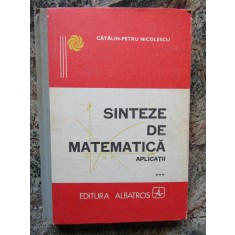 CĂTĂLIN-PETRU NICOLESCU
SINTEZE
DE
MATEMATICĂ
APLICAȚII
***
EDITURA ALBATROS